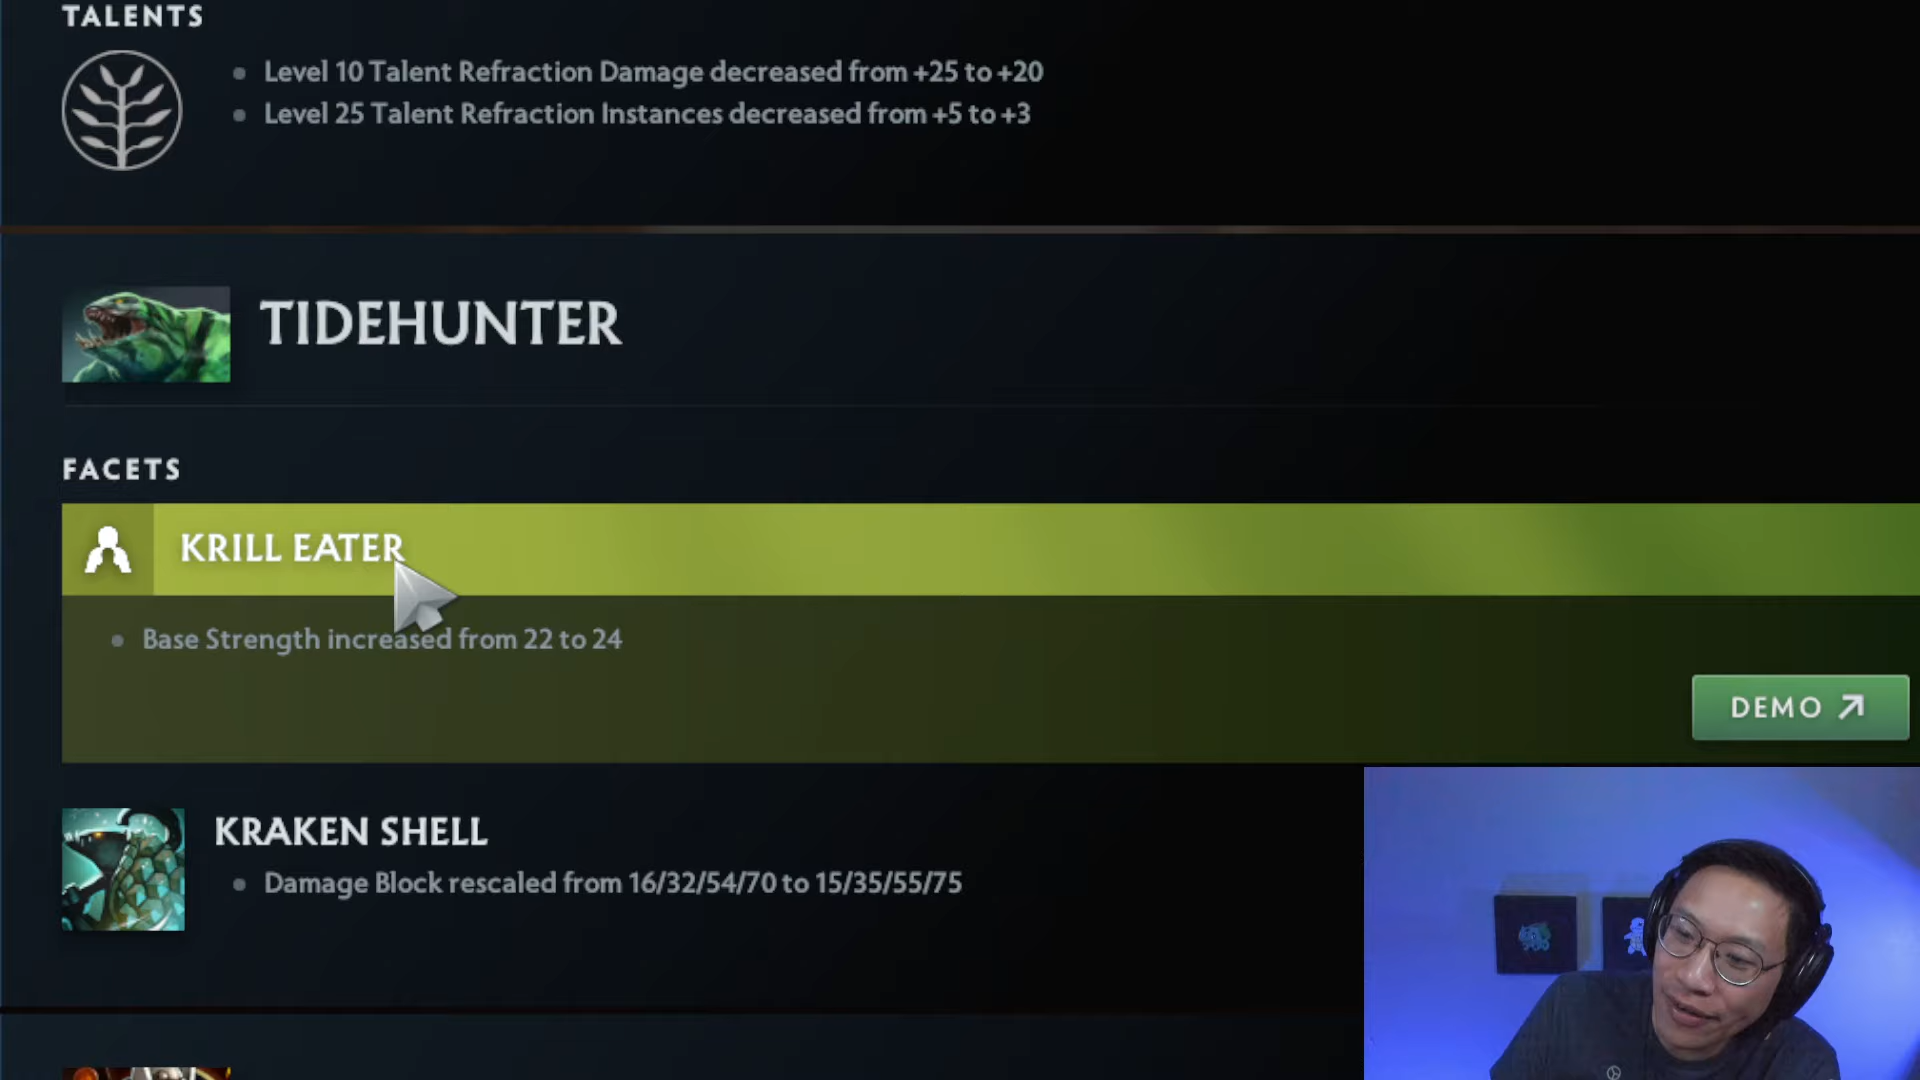 TALENTS
Level 10 Talent Refraction Damage decreased from +25 to +20
Level 25 Talent Refraction Instances decreased from +5 to +3
TIDEHUNTER
FACETS
KRILL EATER
Base Strength increased from 22 to 24
DEMO
KRAKEN SHELL
Damage Block rescaled from 16/32/54/70 to 15/35/55/75